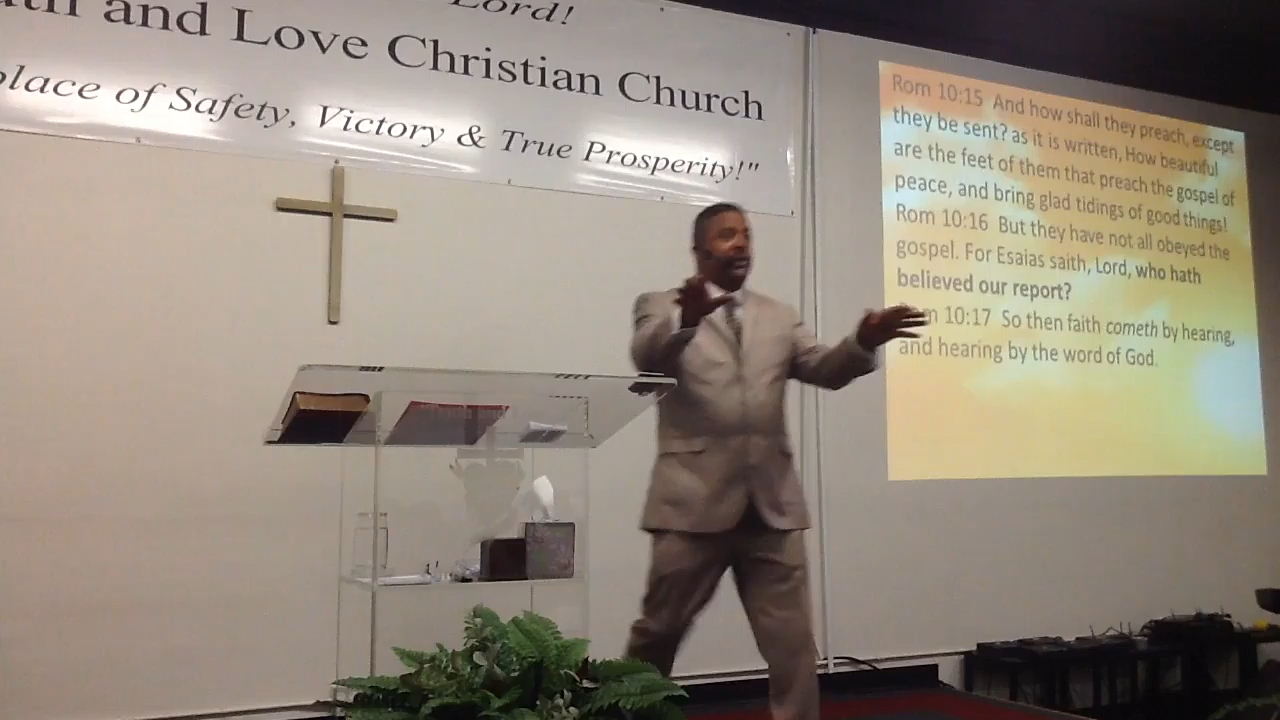 Lord!
and Love Christian Church
place of Safety, Victory & True Prosperity!"
Rom 10:15 And how shall they preach, except
they be sent? as it is written, How beautiful
are the feet of them that preach the gospel of
peace, and bring glad tidings of good things!
Rom 10:16 But they have not all obeyed the
gospel. For Esaias saith, Lord, who hath
believed our report?
10:17 So then faith cometh by hearing,
and hearing by the word of God.